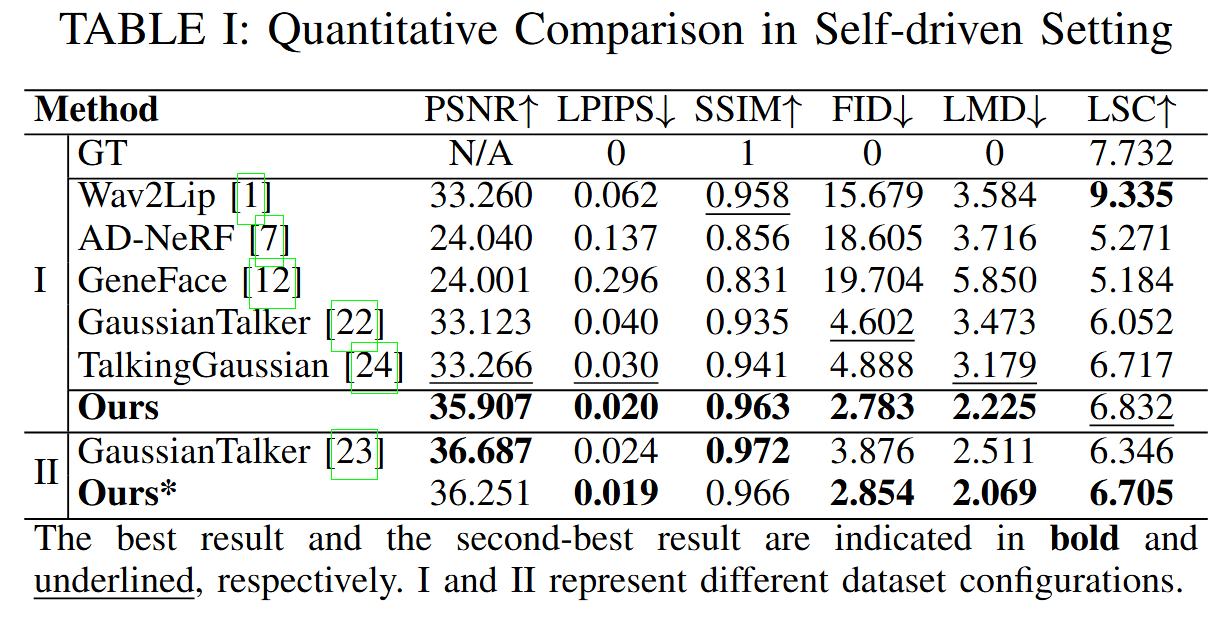 TABLE I: Quantitative Comparison in Self-driven Setting
Method PSNR↑ LPIPS↓ SSIM↑ FID↓ LMD↓ LSC↑
I
GT N/A 0 1 0 0 7.732
Wav2Lip [1] 33.260 0.062 0.958 15.679 3.584 9.335
AD-NeRF [7] 24.040 0.137 0.856 18.605 3.716 5.271
GeneFace [12] 24.001 0.296 0.831 19.704 5.850 5.184
GaussianTalker [22] 33.123 0.040 0.935 4.602 3.473 6.052
TalkingGaussian [24] 33.266 0.030 0.941 4.888 3.179 6.717
Ours 35.907 0.020 0.963 2.783 2.225 6.832
II
GaussianTalker [23] 36.687 0.024 0.972 3.876 2.511 6.346
Ours* 36.251 0.019 0.966 2.854 2.069 6.705
The best result and the second-best result are indicated in bold and
underlined, respectively. I and II represent different dataset configurations.